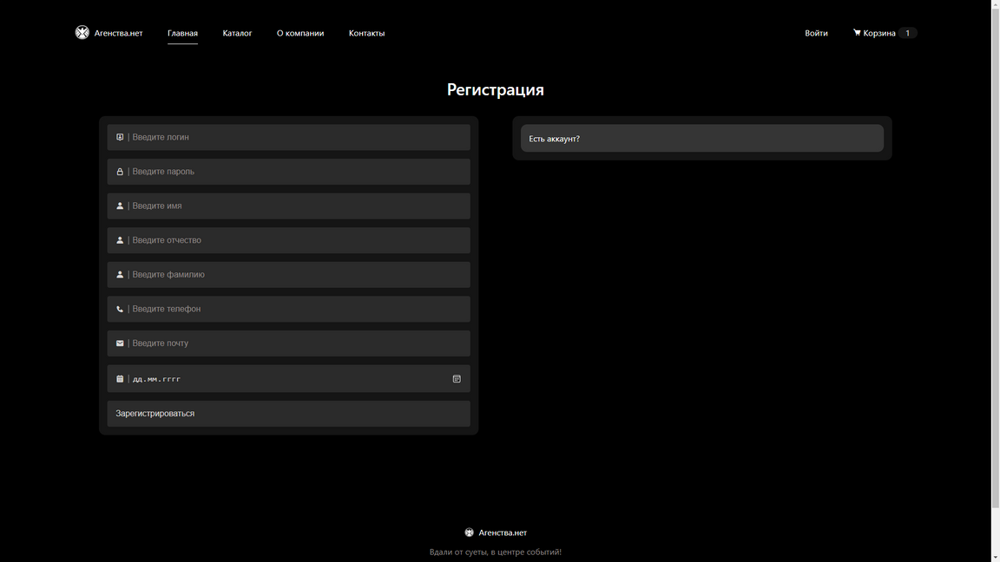 Агенства.нет
Главная
Каталог
О компании
Контакты
Войти
Корзина 1
Регистрация
| Введите логин
| Введите пароль
| Введите имя
| Введите отчество
| Введите фамилию
| Введите телефон
| Введите почту
| дд.мм.гггг
Зарегистрироваться
Есть аккаунт?
Агенства.нет
Вдали от суеты, в центре событий!